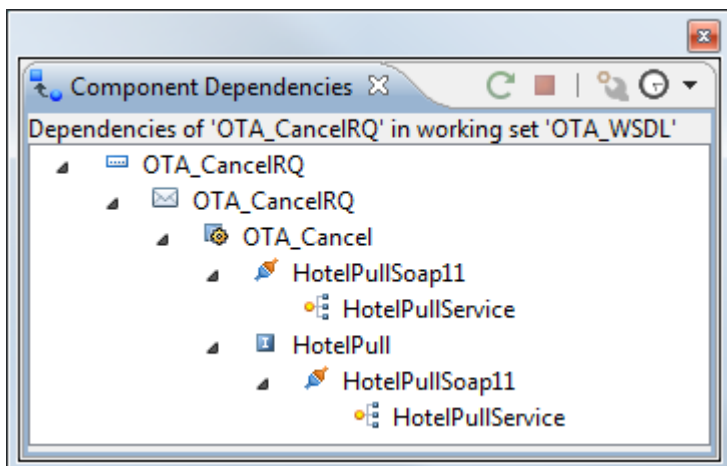 Component Dependencies
Dependencies of 'OTA_CancelRQ' in working set 'OTA_WSDL'
OTA_CancelRQ
OTA_CancelRQ
OTA_Cancel
HotelPullSoap11
HotelPullService
HotelPull
HotelPullSoap11
HotelPullService